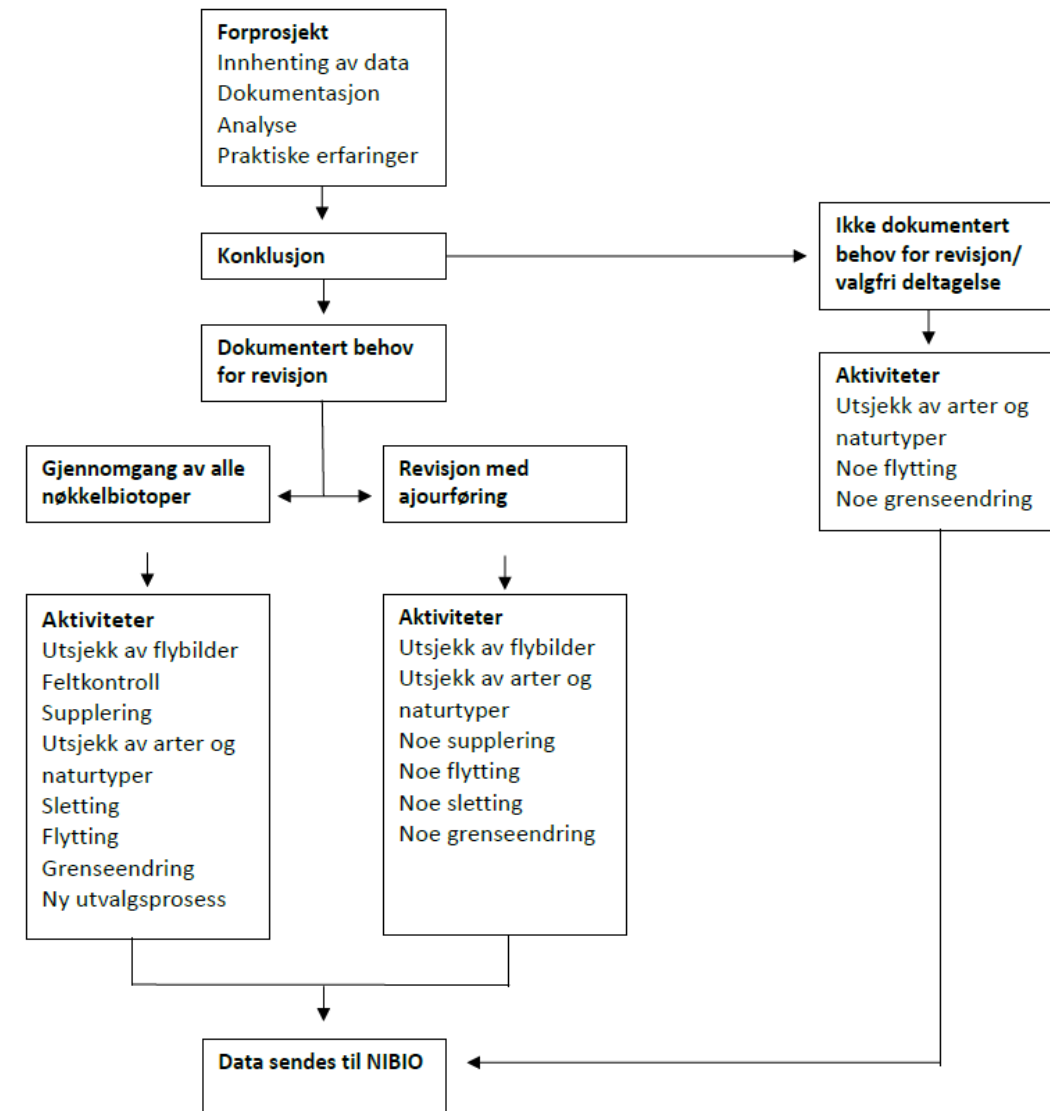 Forprosjekt
Innhenting av data
Dokumentasjon
Analyse
Praktiske erfaringer
Konklusjon
Ikke dokumentert
behov for revisjon/
valgfri deltagelse
Dokumentert behov
for revisjon
Aktiviteter
Utsjekk av arter og
naturtyper
Noe flytting
Noe grenseendring
Gjennomgang av alle
nøkkelbiotoper
Revisjon med
ajourføring
Aktiviteter
Utsjekk av flybilder
Feltkontroll
Supplering
Utsjekk av arter og
naturtyper
Sletting
Flytting
Grenseendring
Ny utvalgsprosess
Aktiviteter
Utsjekk av flybilder
Utsjekk av arter og
naturtyper
Noe supplering
Noe flytting
Noe sletting
Noe grenseendring
Data sendes til NIBIO